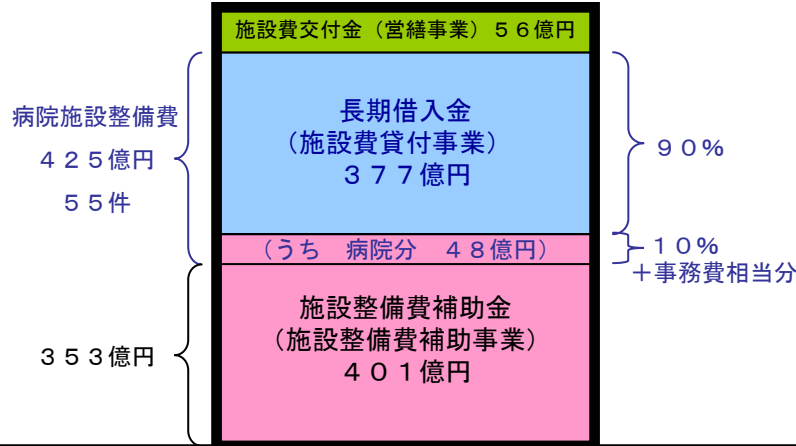 施設費交付金（営繕事業）５６億円
病院施設整備費
４２５億円
５５件
長期借入金
（施設費貸付事業）
３７７億円
９０％
（うち　病院分　４８億円）
１０％
＋事務費相当分
施設整備費補助金
（施設整備費補助事業）
４０１億円
３５３億円